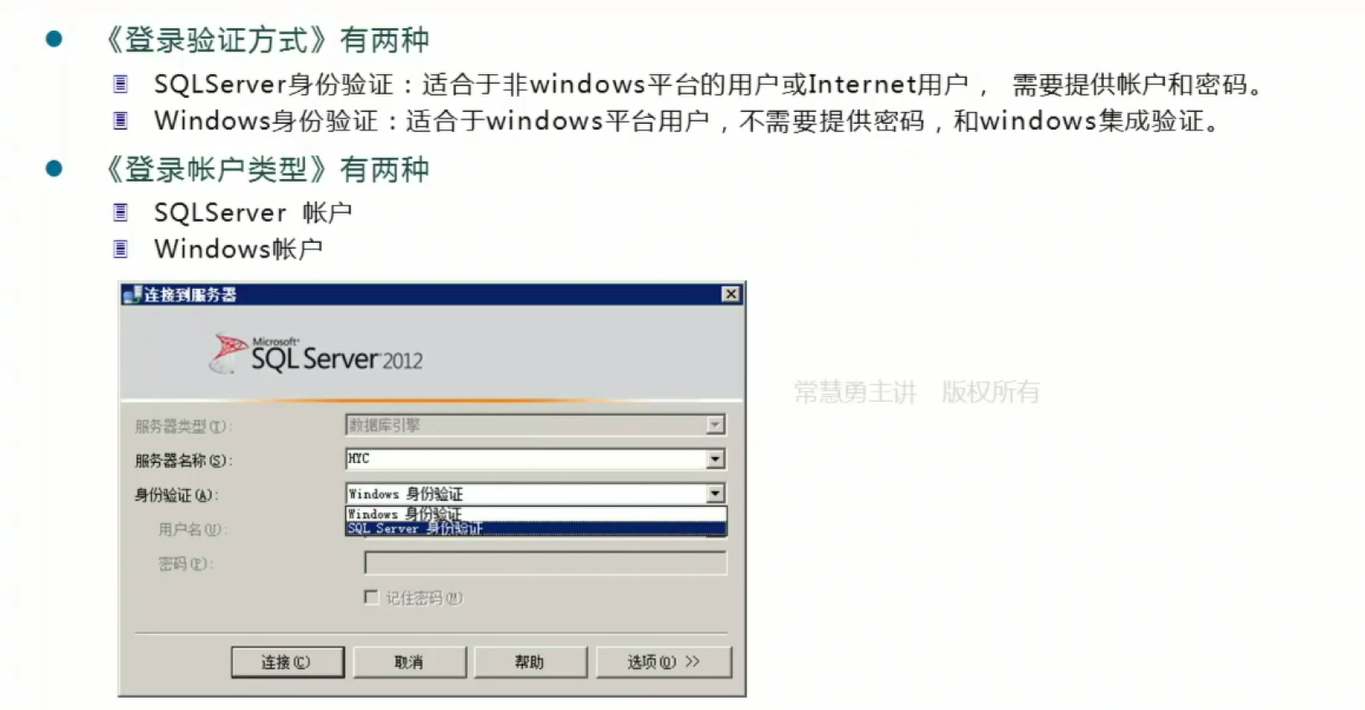 《登录验证方式》有两种
SQLServer身份验证：适合于非windows平台的用户或Internet用户， 需要提供帐户和密码。
Windows身份验证：适合于windows平台用户，不需要提供密码，和windows集成验证。
《登录帐户类型》有两种
SQLServer 帐户
Windows帐户
连接到服务器
Microsoft
SQL Server 2012
常慧勇主讲 版权所有
服务器类型(T): 数据库引擎
服务器名称(S): HYC
身份验证(A): Windows 身份验证
Windows 身份验证
SQL Server 身份验证
用户名(U):
密码(P):
记住密码(M)
连接(C) 取消 帮助 选项(O) >>